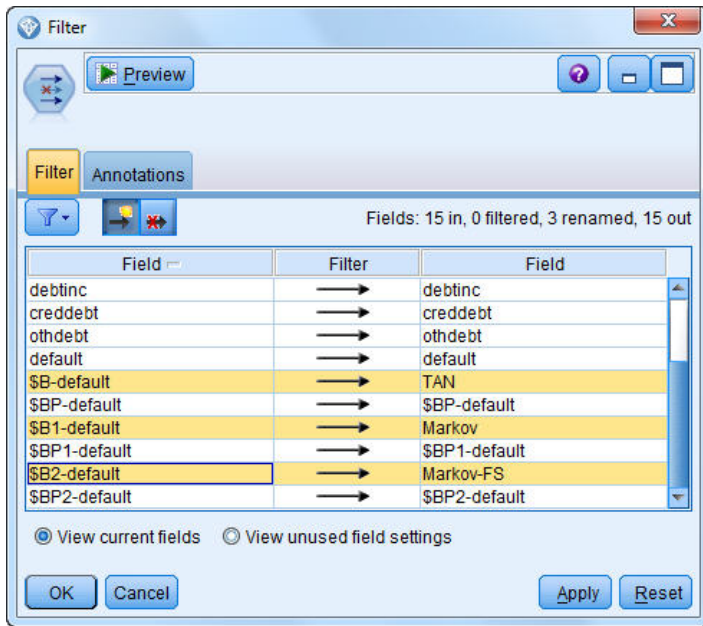 Filter
Preview
Filter Annotations
Fields: 15 in, 0 filtered, 3 renamed, 15 out
Field Filter Field
debtinc debtinc
creddebt creddebt
othdebt othdebt
default default
$B-default TAN
$BP-default $BP-default
$B1-default Markov
$BP1-default $BP1-default
$B2-default Markov-FS
$BP2-default $BP2-default
View current fields View unused field settings
OK Cancel Apply Reset